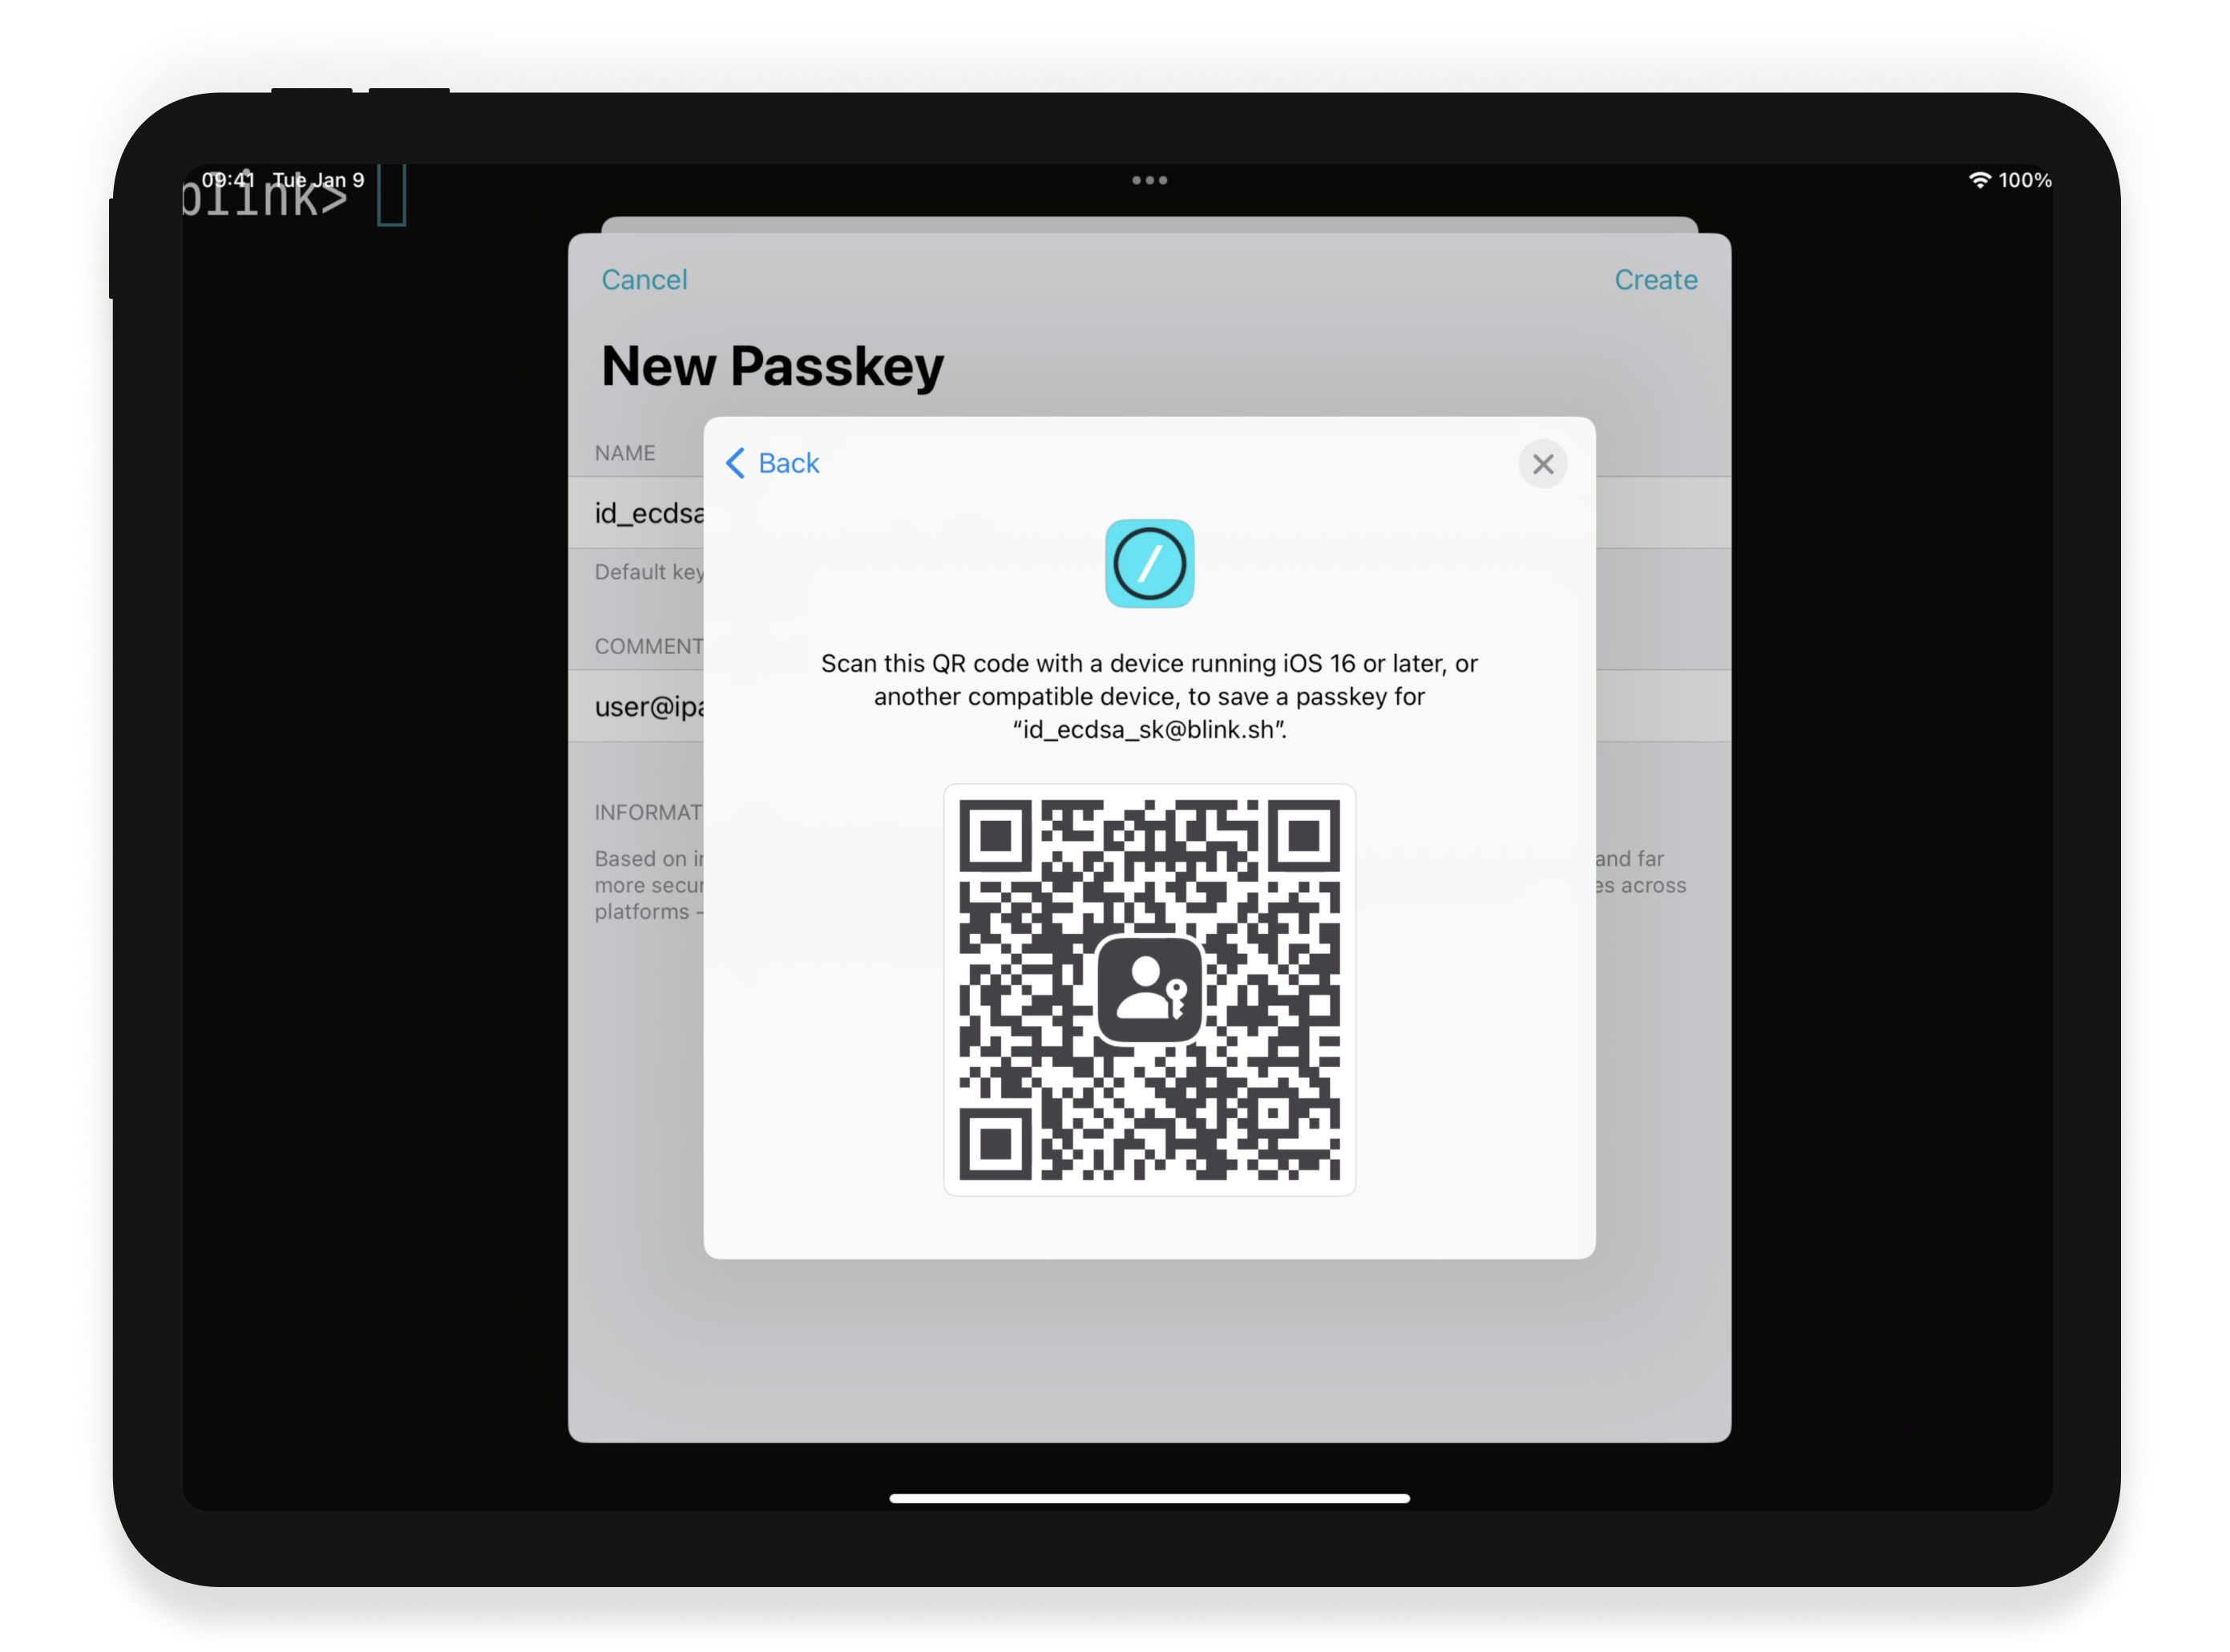 09:41 Tue Jan 9
100%
blink>
Cancel
Create
New Passkey
NAME
id_ecdsa
Default key
COMMENT
user@ipa
INFORMAT
Based on
and far
more secur
across
platforms -
Back
Scan this QR code with a device running iOS 16 or later, or
another compatible device, to save a passkey for
“id_ecdsa_sk@blink.sh”.